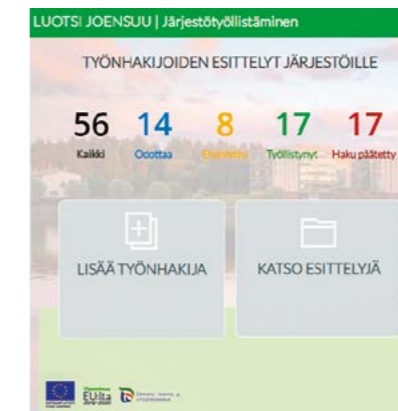 LUOTSI JOENSUU | Järjestötyöllistäminen
TYÖNHAKIJOIDEN ESITTELYT JÄRJESTÖILLE
56 14 8 17 17
Kaikki Odottaa Ehdotettu Työllistynyt Haku päätetty
LISÄÄ TYÖNHAKIJA KATSO ESITTELYJÄ
EU:lta